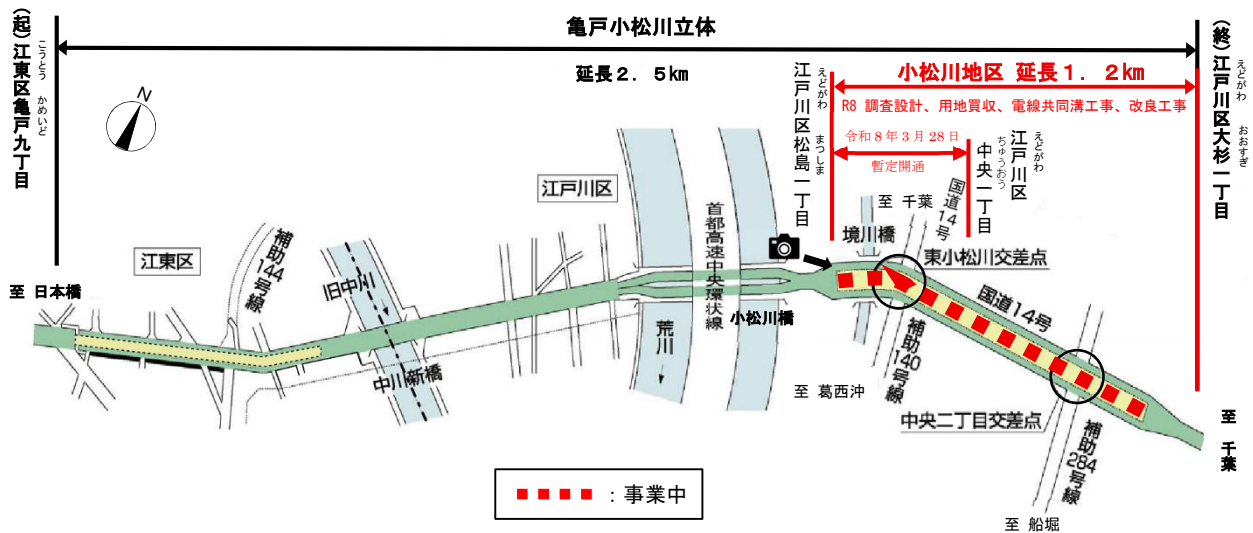 亀戸小松川立体
延長2．5km
（起）江東区亀戸九丁目
こうとう かめいど
（終）江戸川区大杉一丁目
えどがわ おおすぎ
小松川地区 延長1．2km
R8 調査設計、用地買収、電線共同溝工事、改良工事
令和8年3月28日
暫定開通
江戸川区松島一丁目
えどがわ まつしま
江戸川区
えどがわ
中央一丁目
ちゅうおう
N
江東区
江戸川区
至 日本橋
補助144号線
旧中川
中川新橋
荒川
首都高速中央環状線
小松川橋
境川橋
至 千葉
国道14号
東小松川交差点
国道14号
補助140号線
至 葛西沖
中央二丁目交差点
補助284号線
至 船堀
至 千葉
：事業中